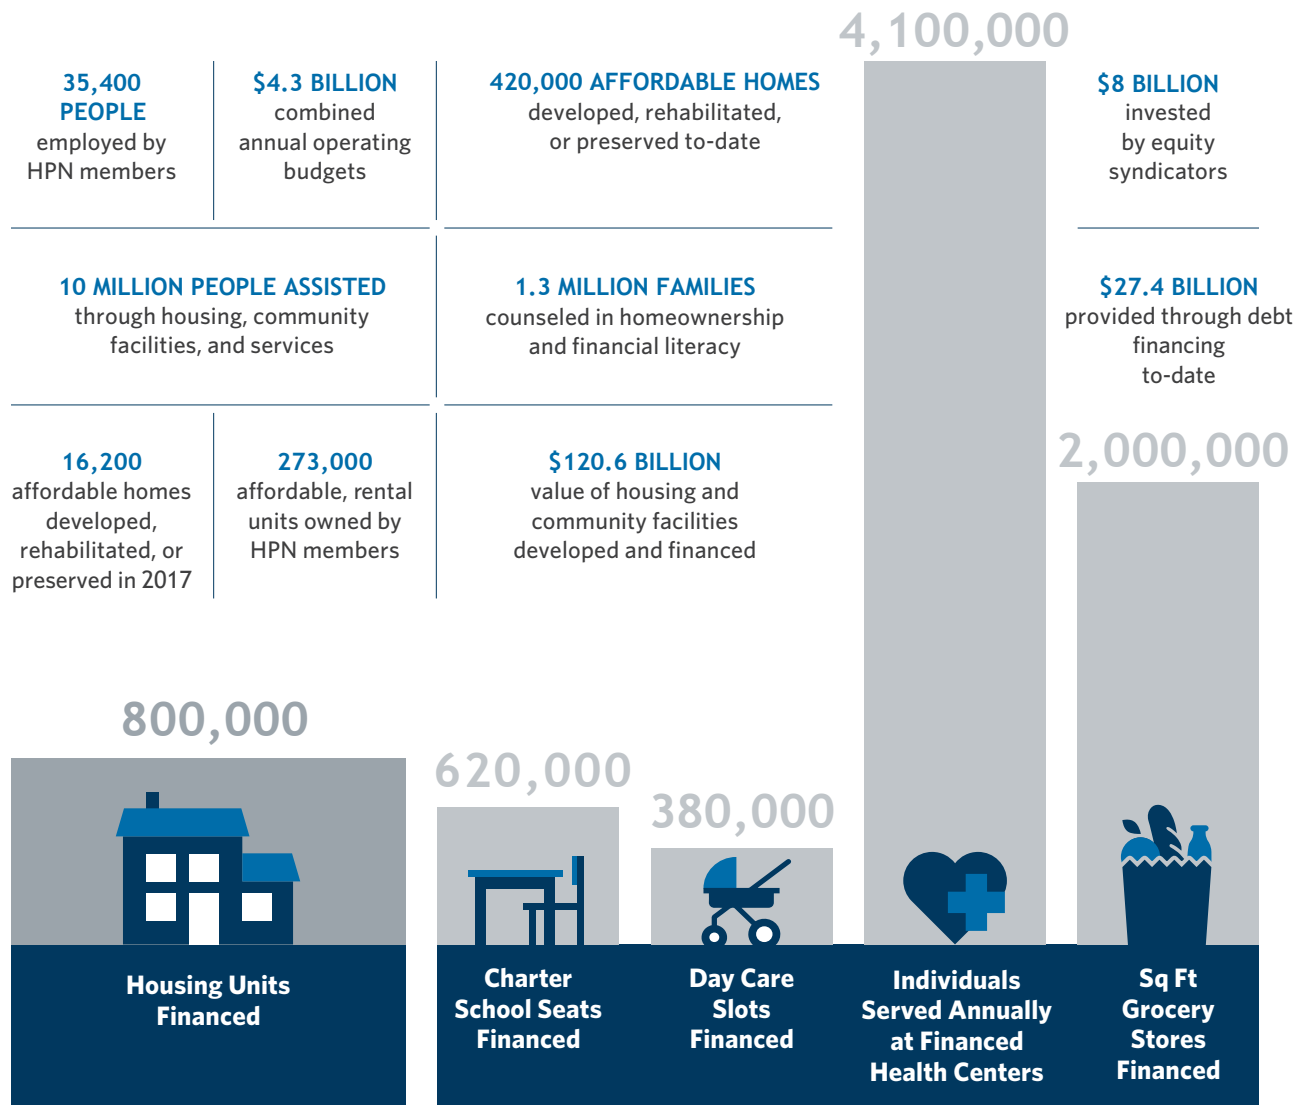 4,100,000
35,400
PEOPLE
employed by
HPN members
$4.3 BILLION
combined
annual operating
budgets
420,000 AFFORDABLE HOMES
developed, rehabilitated,
or preserved to-date
$8 BILLION
invested
by equity
syndicators
10 MILLION PEOPLE ASSISTED
through housing, community
facilities, and services
1.3 MILLION FAMILIES
counseled in homeownership
and financial literacy
$27.4 BILLION
provided through debt
financing
to-date
16,200
affordable homes
developed,
rehabilitated, or
preserved in 2017
273,000
affordable, rental
units owned by
HPN members
$120.6 BILLION
value of housing and
community facilities
developed and financed
2,000,000
800,000
620,000
380,000
Housing Units
Financed
Charter
School Seats
Financed
Day Care
Slots
Financed
Individuals
Served Annually
at Financed
Health Centers
Sq Ft
Grocery
Stores
Financed